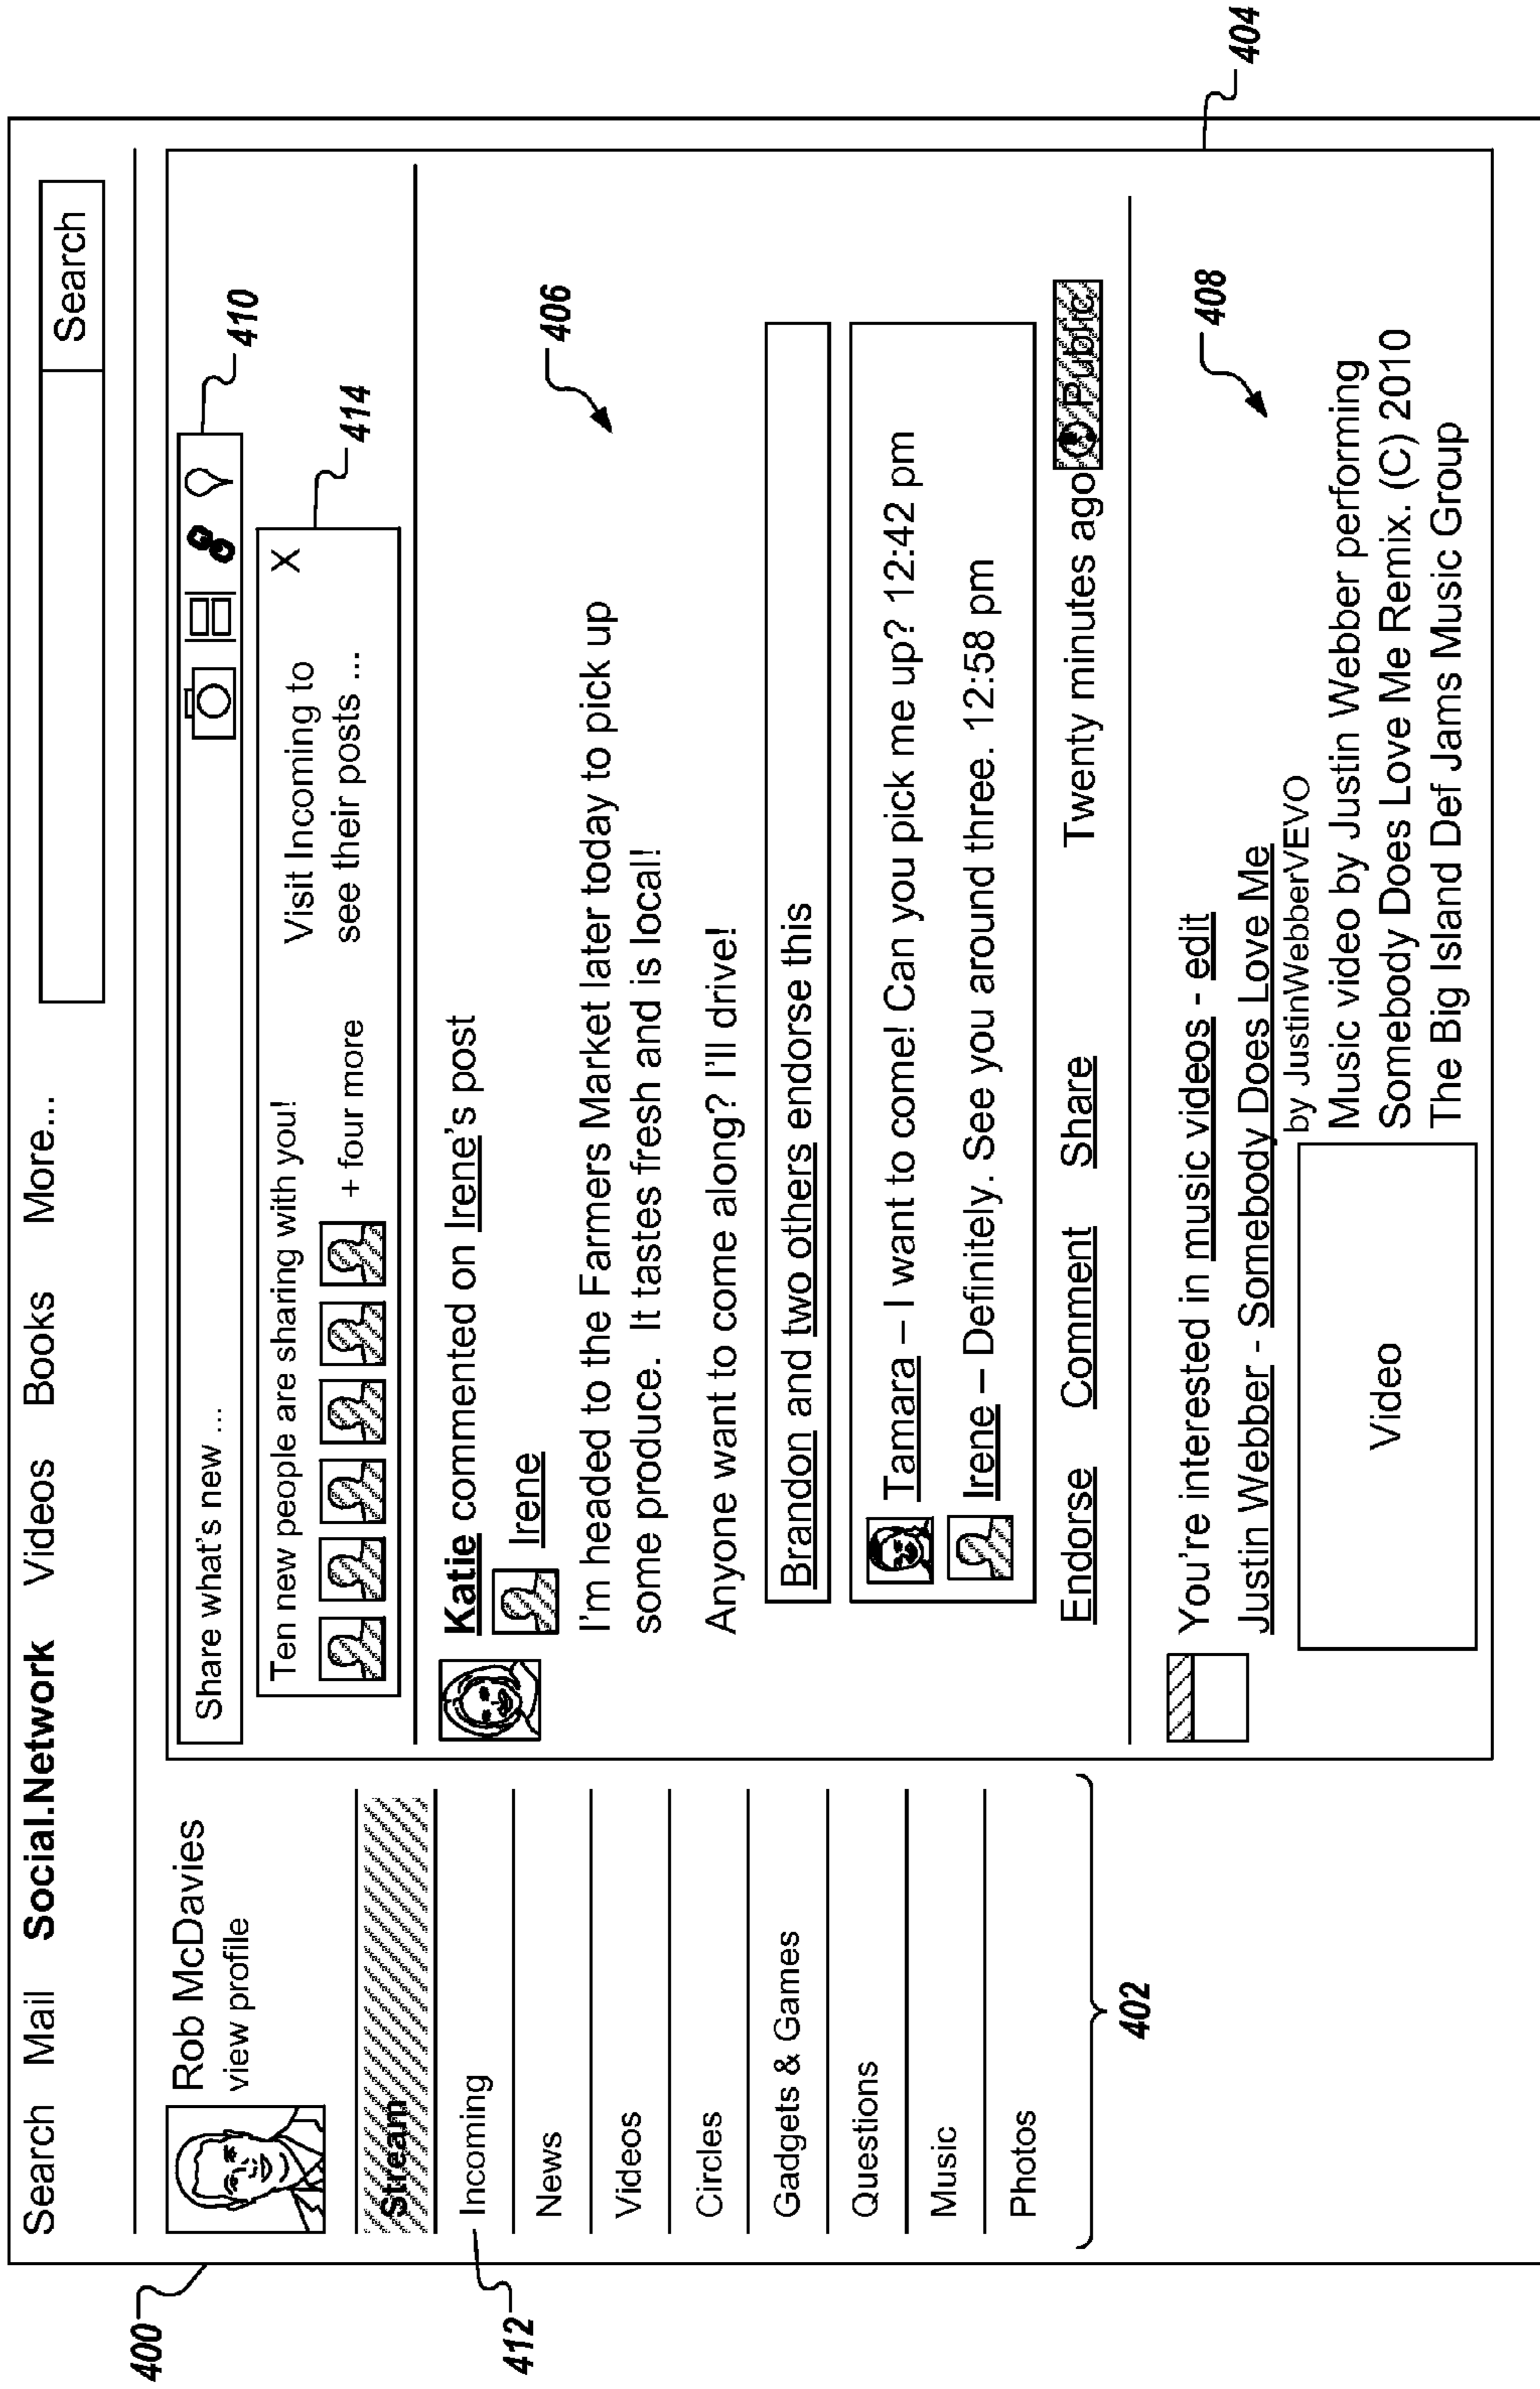 Search Mail Social.Network Videos Books More...
Search
400
Rob McDavies
view profile
Stream
Incoming
412
News
Videos
Circles
Gadgets & Games
Questions
Music
Photos
402
Share what's new ...
410
Ten new people are sharing with you!
+ four more
Visit Incoming to
see their posts ...
X
414
Katie commented on Irene's post
406
Irene
I'm headed to the Farmers Market later today to pick up
some produce. It tastes fresh and is local!
Anyone want to come along? I'll drive!
Brandon and two others endorse this
Tamara – I want to come! Can you pick me up? 12:42 pm
Irene – Definitely. See you around three. 12:58 pm
Endorse Comment Share Twenty minutes ago Public
You're interested in music videos - edit
408
Justin Webber - Somebody Does Love Me
by JustinWebberVEVO
Video
Music video by Justin Webber performing
Somebody Does Love Me Remix. (C) 2010
The Big Island Def Jams Music Group
404